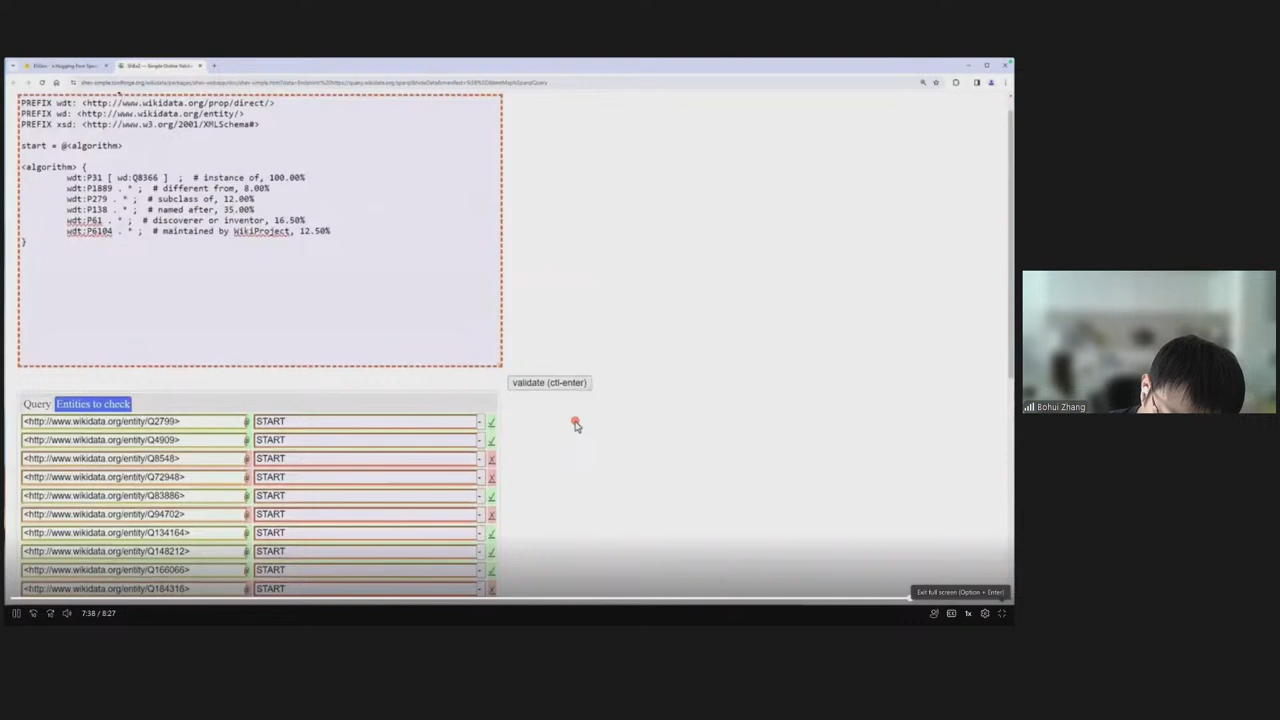 PREFIX wdt: <http://www.wikidata.org/prop/direct/>
PREFIX wd: <http://www.wikidata.org/entity/>
PREFIX xsd: <http://www.w3.org/2001/XMLSchema#>
start = @<algorithm>
<algorithm> {
wdt:P31 [ wd:Q8366 ] ; # instance of, 100.00%
wdt:P1889 . * ; # different from, 8.00%
wdt:P279 . * ; # subclass of, 12.00%
wdt:P138 . * ; # named after, 35.00%
wdt:P61 . * ; # discoverer or inventor, 16.50%
wdt:P6104 . * ; # maintained by WikiProject, 12.50%
}
validate (ctl-enter)
Query Entities to check
<http://www.wikidata.org/entity/Q2799> @ START - ✓
<http://www.wikidata.org/entity/Q4909> @ START - ✓
<http://www.wikidata.org/entity/Q8548> @ START - x
<http://www.wikidata.org/entity/Q72948> @ START - x
<http://www.wikidata.org/entity/Q83886> @ START - ✓
<http://www.wikidata.org/entity/Q94702> @ START - x
<http://www.wikidata.org/entity/Q134164> @ START - ✓
<http://www.wikidata.org/entity/Q148212> @ START - ✓
<http://www.wikidata.org/entity/Q166066> @ START - ✓
<http://www.wikidata.org/entity/Q184316> @ START - x
Exit full screen (Option + Enter)
7:38 / 8:27
1x
Bohui Zhang